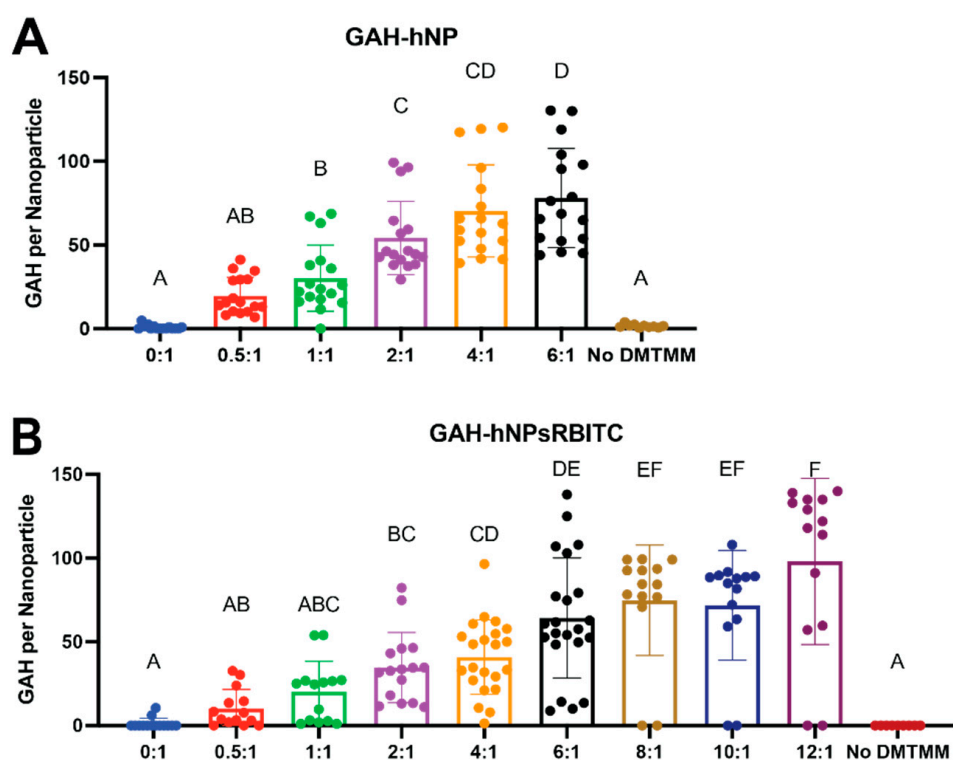 A
GAH-hNP
150
100
50
0
GAH per Nanoparticle
A
AB
B
C
CD
D
A
0:1 0.5:1 1:1 2:1 4:1 6:1 No DMTMM
B
GAH-hNPsRBITC
150
100
50
0
GAH per Nanoparticle
A
AB
ABC
BC
CD
DE
EF
EF
F
A
0:1 0.5:1 1:1 2:1 4:1 6:1 8:1 10:1 12:1 No DMTMM